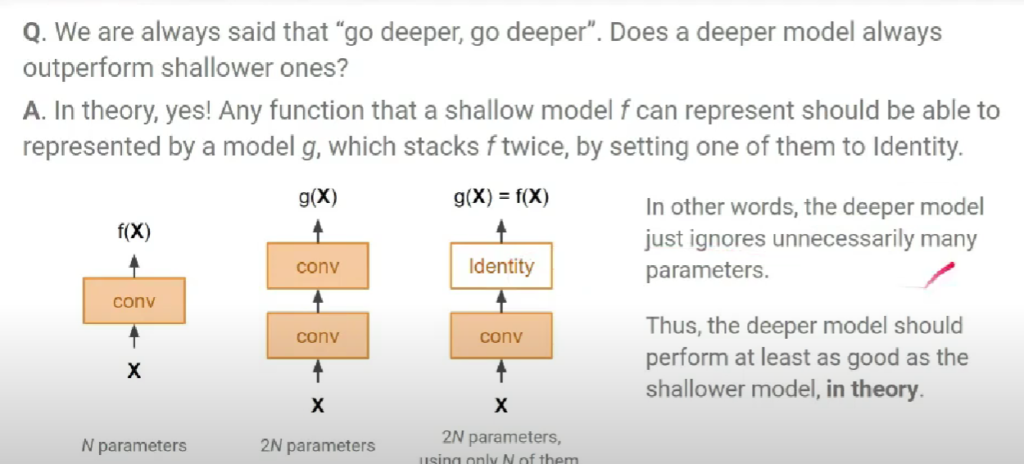 Q. We are always said that “go deeper, go deeper”. Does a deeper model always
outperform shallower ones?
A. In theory, yes! Any function that a shallow model f can represent should be able to
represented by a model g, which stacks f twice, by setting one of them to Identity.
f(X)
conv
X
N parameters
g(X)
conv
conv
X
2N parameters
g(X) = f(X)
Identity
conv
X
2N parameters,
using only N of them
In other words, the deeper model
just ignores unnecessarily many
parameters.
Thus, the deeper model should
perform at least as good as the
shallower model, in theory.